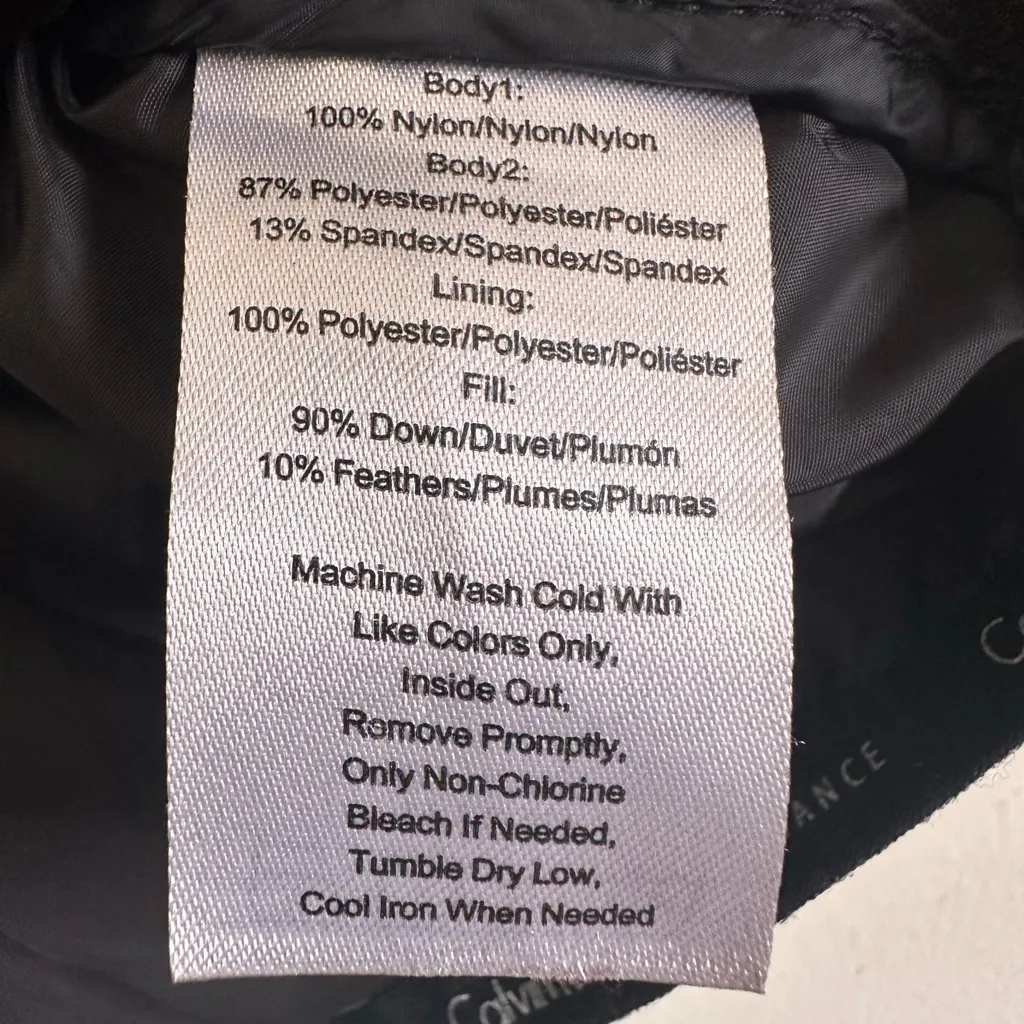 Body1:
100% Nylon/Nylon/Nylon
Body2:
87% Polyester/Polyester/Poliéster
13% Spandex/Spandex/Spandex
Lining:
100% Polyester/Polyester/Poliéster
Fill:
90% Down/Duvet/Plumón
10% Feathers/Plumes/Plumas
Machine Wash Cold With
Like Colors Only,
Inside Out,
Remove Promptly,
Only Non-Chlorine
Bleach If Needed,
Tumble Dry Low,
Cool Iron When Needed
ANCE
Calvin